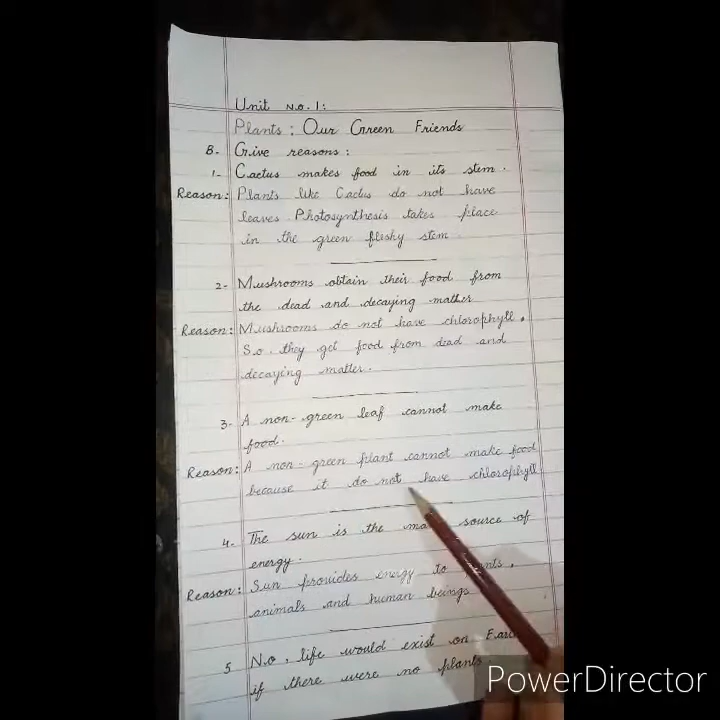 Unit No. 1:
Plants: Our Green Friends
B. Give reasons:
1. Cactus makes food in its stem.
Reason: Plants like Cactus do not have
leaves Photosynthesis takes place
in the green fleshy stem
2. Mushrooms obtain their food from
the dead and decaying matter
Reason: Mushrooms do not have chlorophyll.
So, they get food from dead and
decaying matter.
3. A non-green leaf cannot make
food.
Reason: A non-green plant cannot make food
because it do not have chlorophyll
4. The sun is the source of
energy.
Reason: Sun provides energy to
animals and human beings
5 No, life would exist on
if there were no plants
PowerDirector